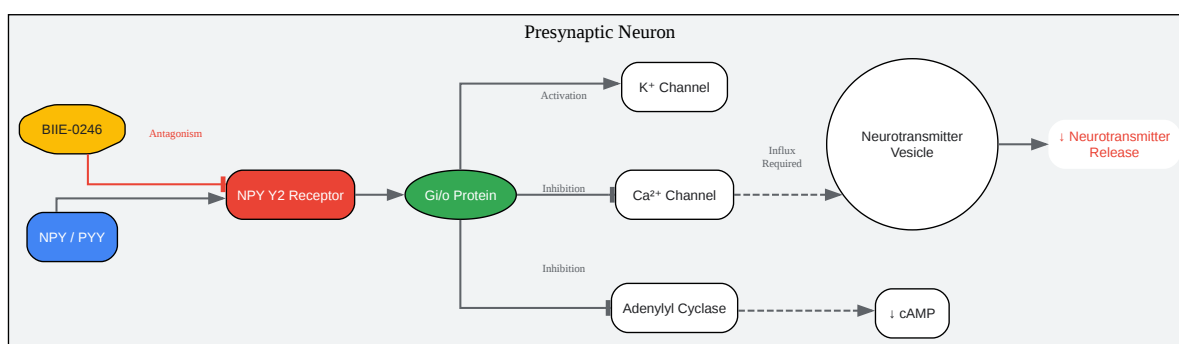 Presynaptic Neuron
BIIE-0246
Antagonism
NPY / PYY
NPY Y2 Receptor
Gi/o Protein
Activation
K⁺ Channel
Inhibition
Ca²⁺ Channel
Influx
Required
Neurotransmitter
Vesicle
↓ Neurotransmitter
Release
Inhibition
Adenylyl Cyclase
↓ cAMP